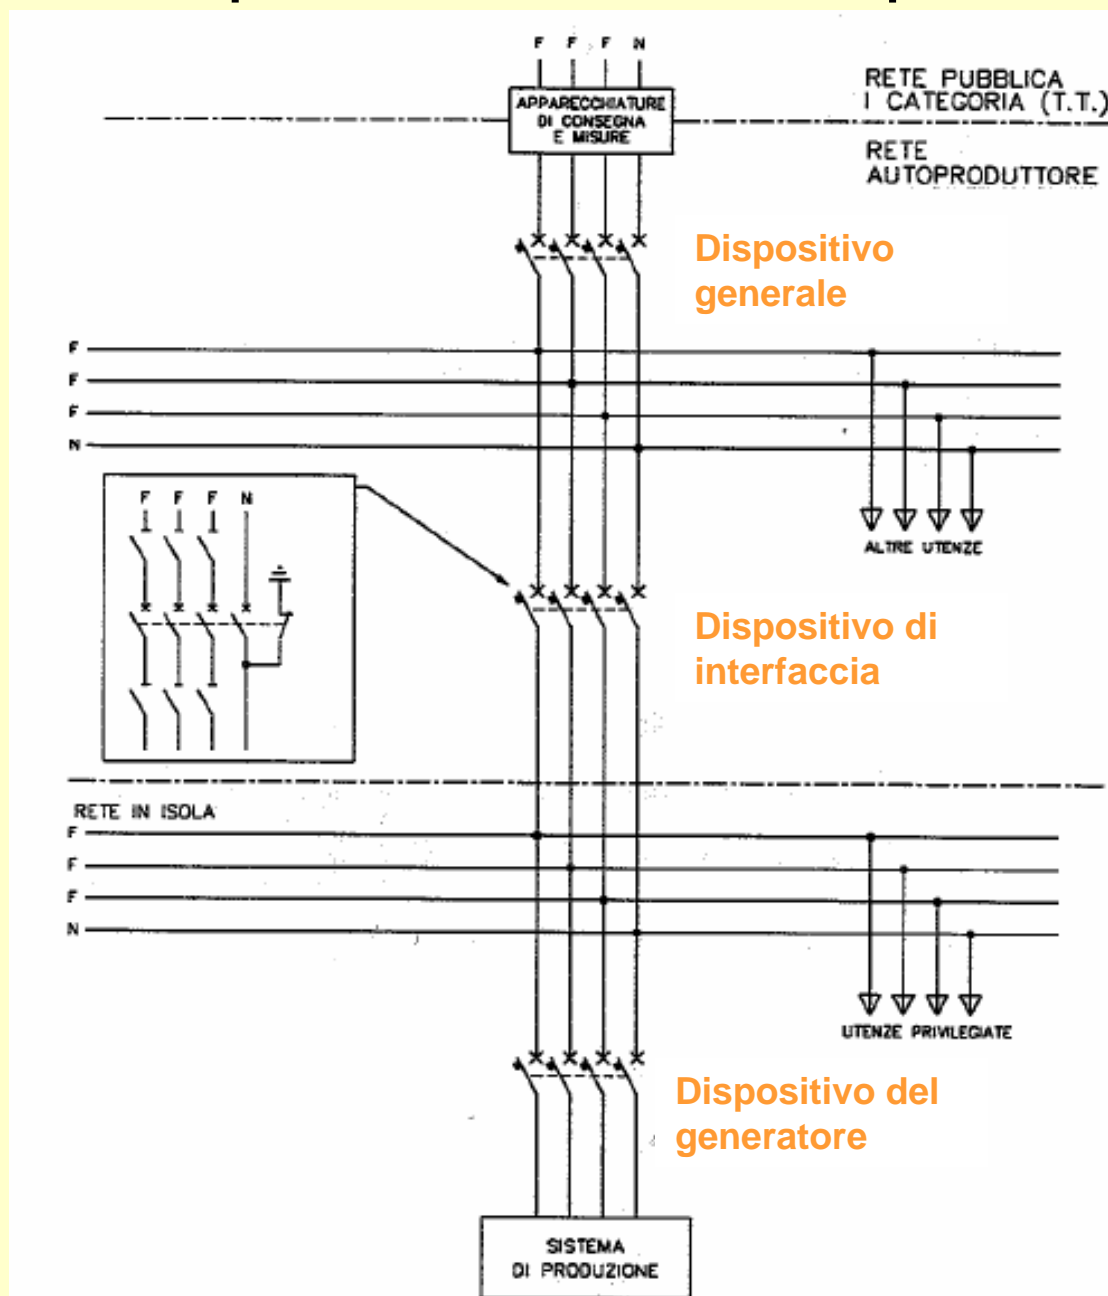 F F F N
APPARECCHIATURE
DI CONSEGNA
E MISURE
RETE PUBBLICA
I CATEGORIA (T.T.)
RETE
AUTOPRODUTTORE
Dispositivo
generale
F
F
F
N
ALTRE UTENZE
F F F N
Dispositivo di
interfaccia
RETE IN ISOLA
F
F
F
N
UTENZE PRIVILEGIATE
Dispositivo del
generatore
SISTEMA
DI PRODUZIONE